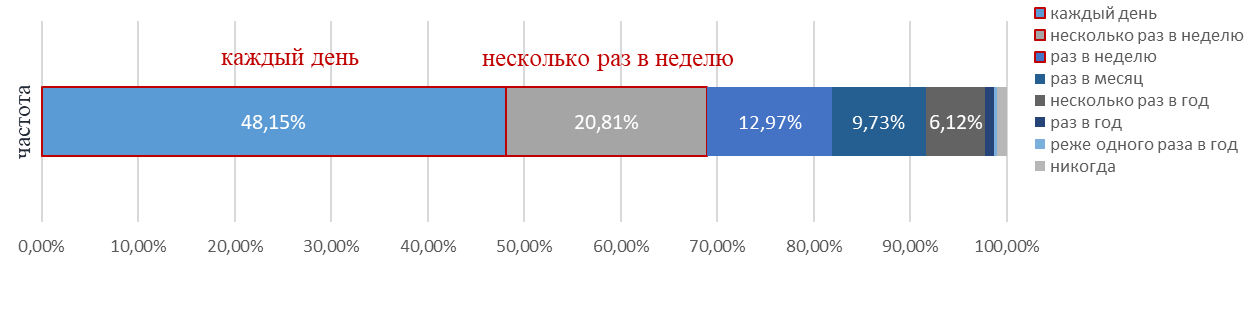 каждый день
несколько раз в неделю
частота
48,15%
20,81%
12,97%
9,73%
6,12%
0,00%
10,00%
20,00%
30,00%
40,00%
50,00%
60,00%
70,00%
80,00%
90,00%
100,00%
каждый день
несколько раз в неделю
раз в неделю
раз в месяц
несколько раз в год
раз в год
реже одного раза в год
никогда